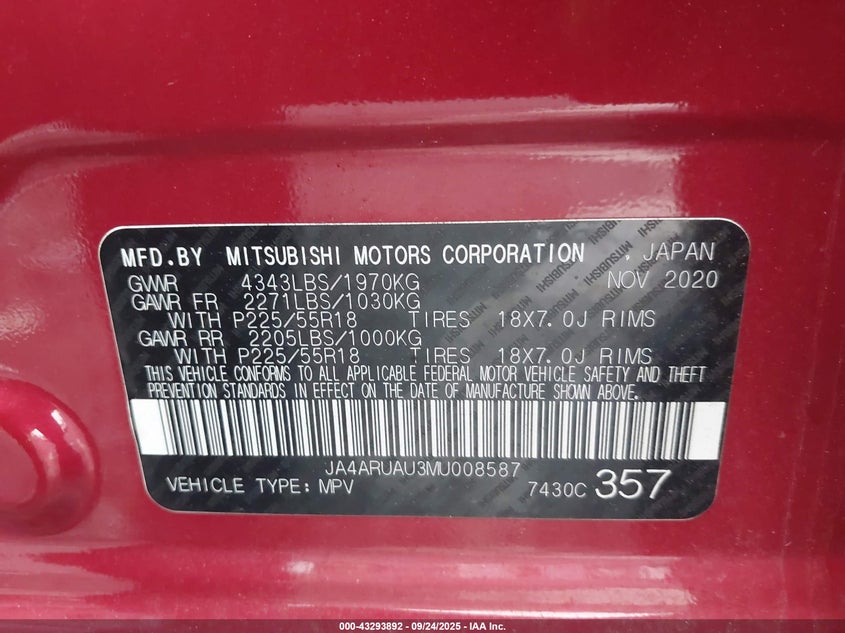 MFD.BY MITSUBISHI MOTORS CORPORATION , JAPAN
GVWR 4343LBS/1970KG NOV 2020
GAWR FR 2271LBS/1030KG
WITH P225/55R18 TIRES 18X7.0J RIMS
GAWR RR 2205LBS/1000KG
WITH P225/55R18 TIRES 18X7.0J RIMS
THIS VEHICLE CONFORMS TO ALL APPLICABLE FEDERAL MOTOR VEHICLE SAFETY AND THEFT
PREVENTION STANDARDS IN EFFECT ON THE DATE OF MANUFACTURE SHOWN ABOVE.
JA4ARUAU3MU008587
VEHICLE TYPE: MPV 7430C 357
000-43293892 - 09/24/2025 - IAA Inc.